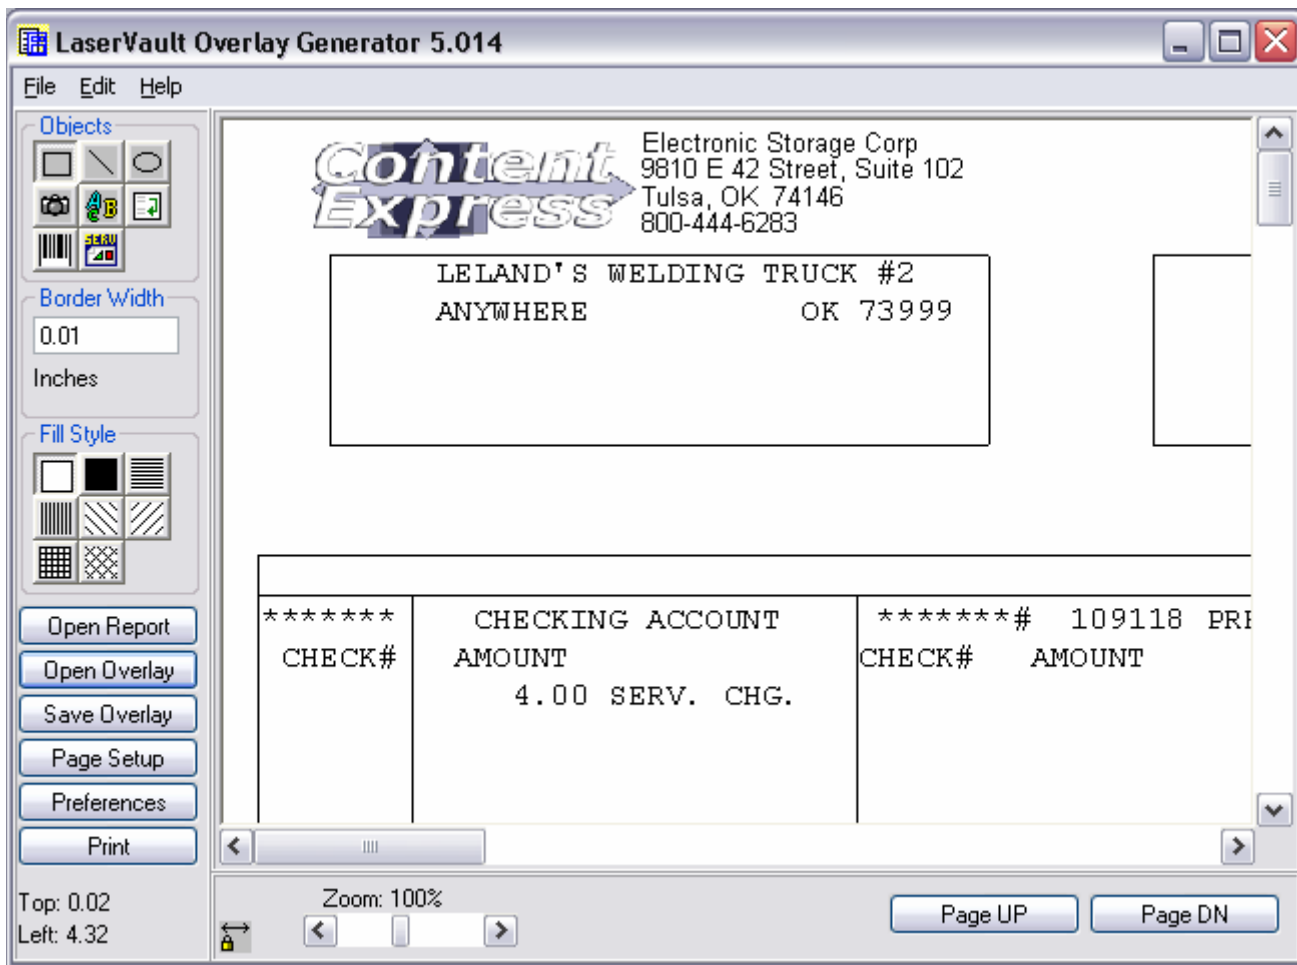 LaserVault Overlay Generator 5.014
File Edit Help
Objects
SERV
Border Width
0.01
Inches
Fill Style
Open Report
Open Overlay
Save Overlay
Page Setup
Preferences
Print
Top: 0.02
Left: 4.32
Content
Express
Electronic Storage Corp
9810 E 42 Street, Suite 102
Tulsa, OK 74146
800-444-6283
LELAND'S WELDING TRUCK #2
ANYWHERE OK 73999
******* CHECKING ACCOUNT *******# 109118 PRE
CHECK# AMOUNT CHECK# AMOUNT
4.00 SERV. CHG.
Zoom: 100%
Page UP Page DN